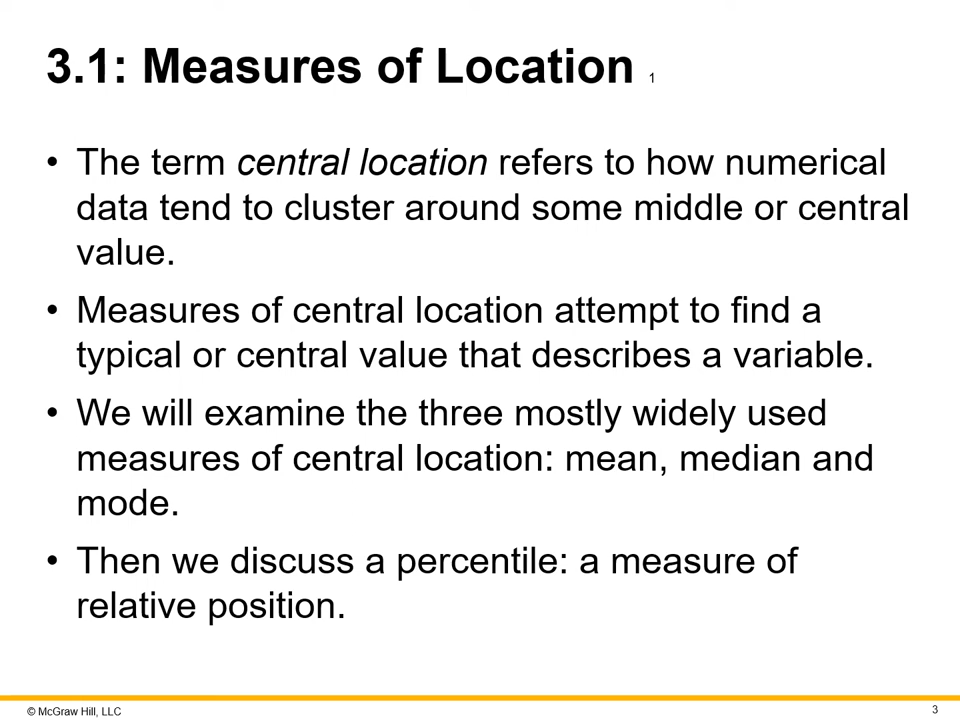 3.1: Measures of Location 1
• The term central location refers to how numerical
data tend to cluster around some middle or central
value.
• Measures of central location attempt to find a
typical or central value that describes a variable.
• We will examine the three mostly widely used
measures of central location: mean, median and
mode.
• Then we discuss a percentile: a measure of
relative position.
© McGraw Hill, LLC
3